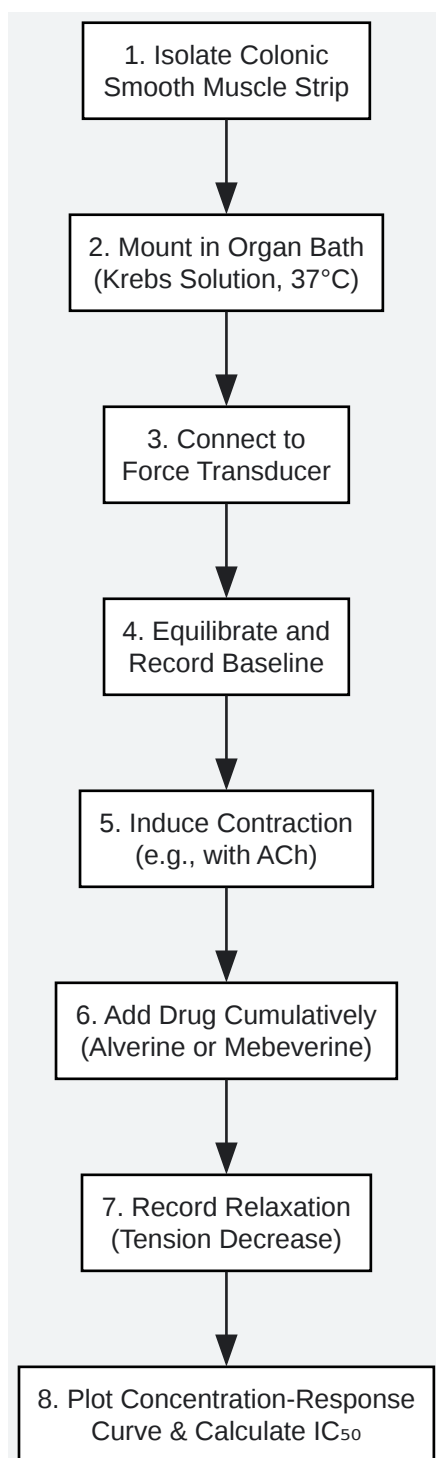 1. Isolate Colonic
Smooth Muscle Strip
2. Mount in Organ Bath
(Krebs Solution, 37°C)
3. Connect to
Force Transducer
4. Equilibrate and
Record Baseline
5. Induce Contraction
(e.g., with ACh)
6. Add Drug Cumulatively
(Alverine or Mebeverine)
7. Record Relaxation
(Tension Decrease)
8. Plot Concentration-Response
Curve & Calculate IC₅₀